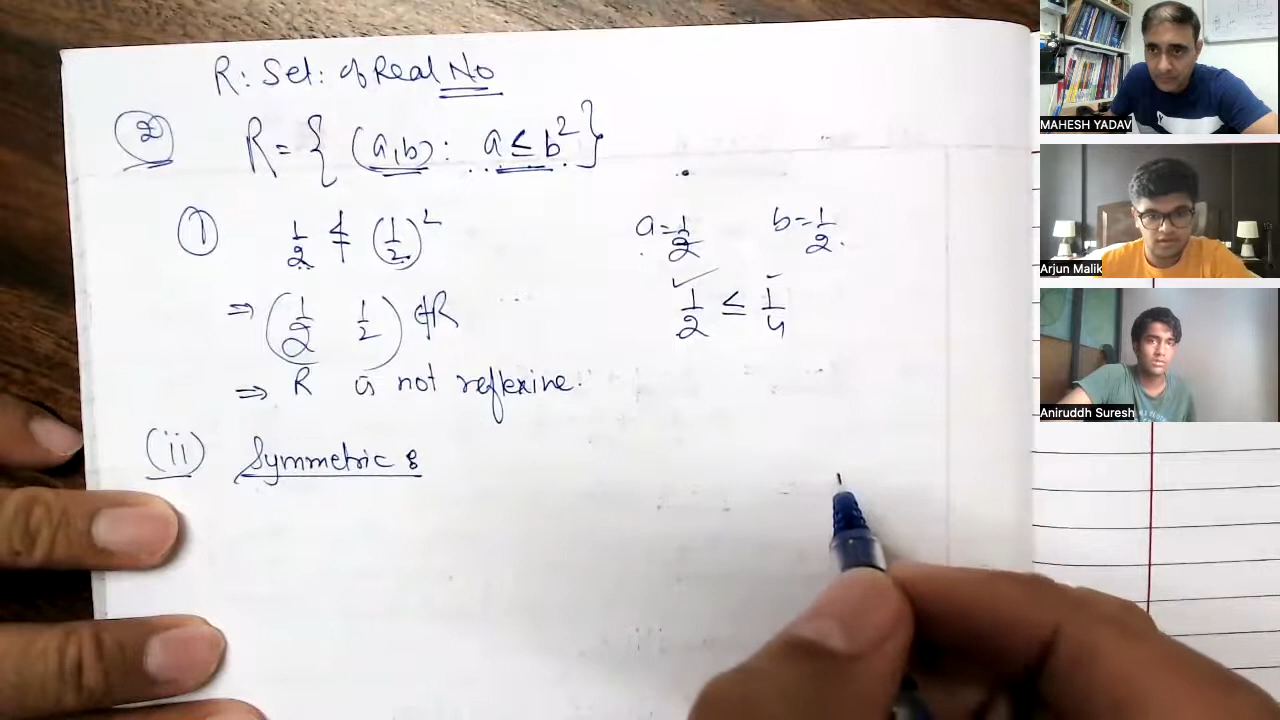 R: Set: of Real No
② R = { (a,b): a ≤ b² }
① 1/2 ≰ (1/2)² a = 1/2 b = 1/2.
⇒ (1/2 1/2) ∉ R 1/2 ≤ 1/4
⇒ R is not reflexive.
(ii) Symmetric :
MAHESH YADAV
Arjun Malik
Aniruddh Suresh